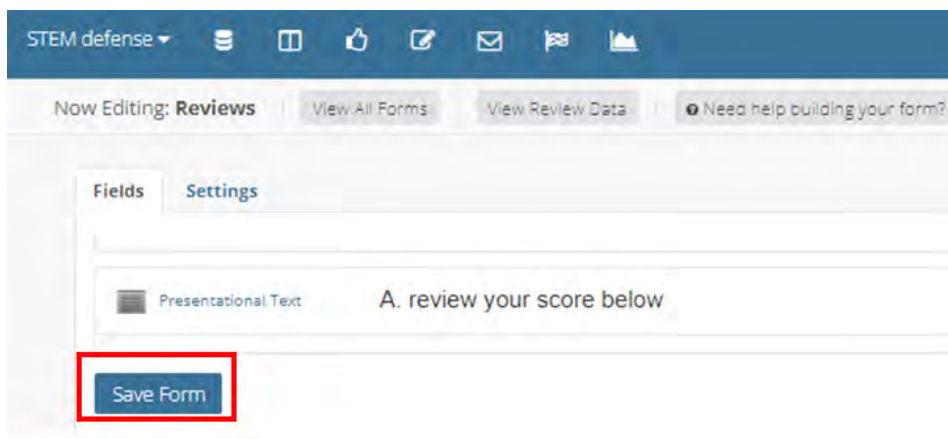 STEM defense
Now Editing: Reviews View All Forms View Review Data Need help building your form?
Fields Settings
Presentational Text A. review your score below
Save Form